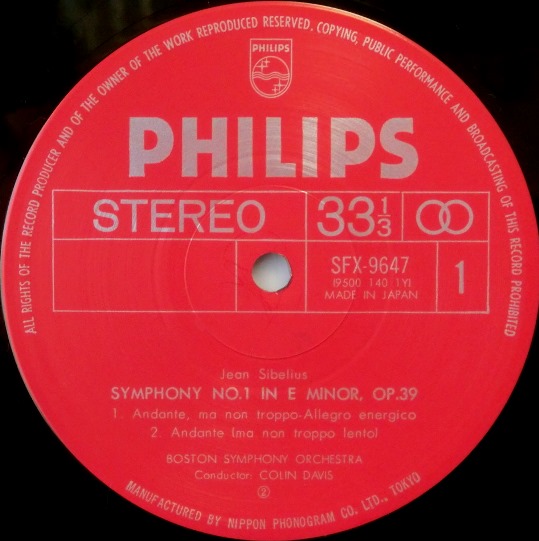 ALL RIGHTS OF THE RECORD PRODUCER AND OF THE OWNER OF THE WORK REPRODUCED RESERVED. COPYING, PUBLIC PERFORMANCE AND BROADCASTING OF THIS RECORD PROHIBITED
PHILIPS
PHILIPS
STEREO 33 1/3
SFX-9647 1
(9500 140 1Y)
MADE IN JAPAN
Jean Sibelius
SYMPHONY NO.1 IN E MINOR, OP.39
1. Andante, ma non troppo-Allegro energico
2. Andante (ma non troppo lento)
BOSTON SYMPHONY ORCHESTRA
Conductor: COLIN DAVIS
②
MANUFACTURED BY NIPPON PHONOGRAM CO. LTD., TOKYO